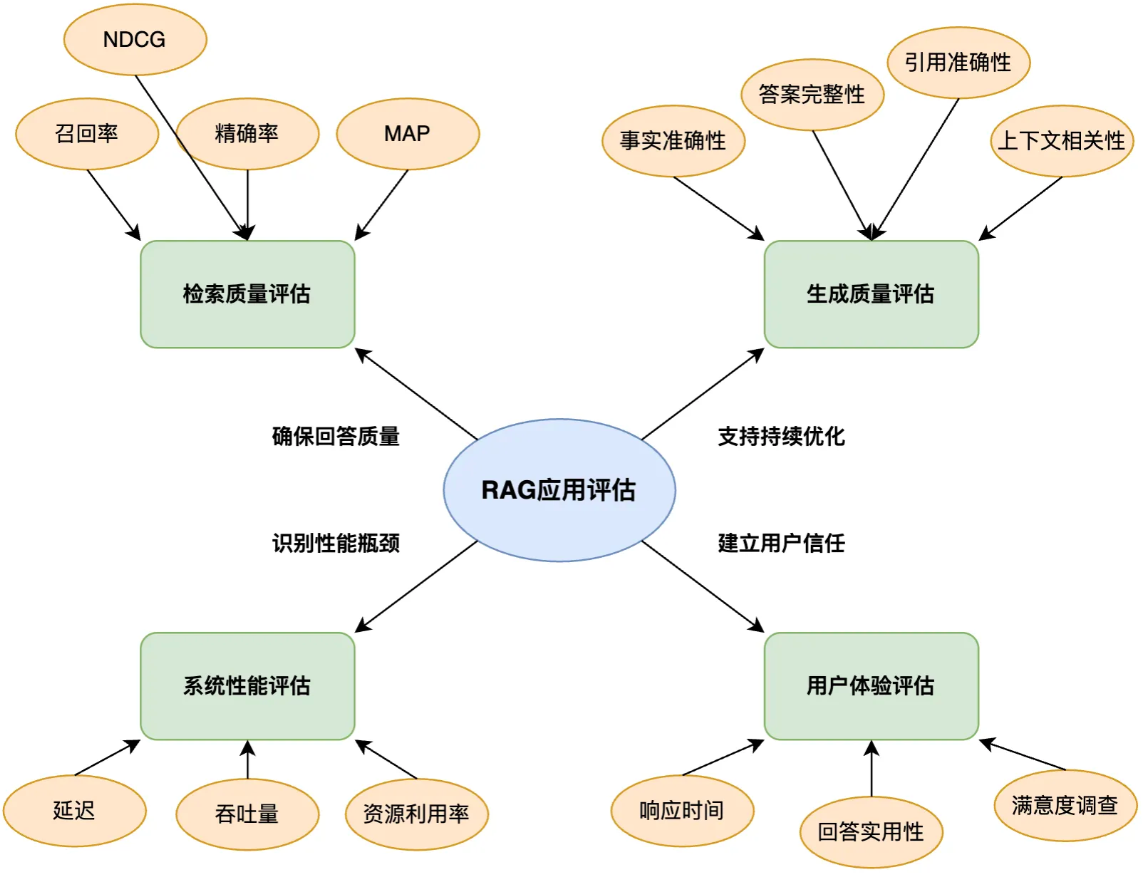 NDCG
召回率
精确率
MAP
事实准确性
答案完整性
引用准确性
上下文相关性
检索质量评估
生成质量评估
确保回答质量
支持持续优化
RAG应用评估
识别性能瓶颈
建立用户信任
系统性能评估
用户体验评估
延迟
吞吐量
资源利用率
响应时间
回答实用性
满意度调查